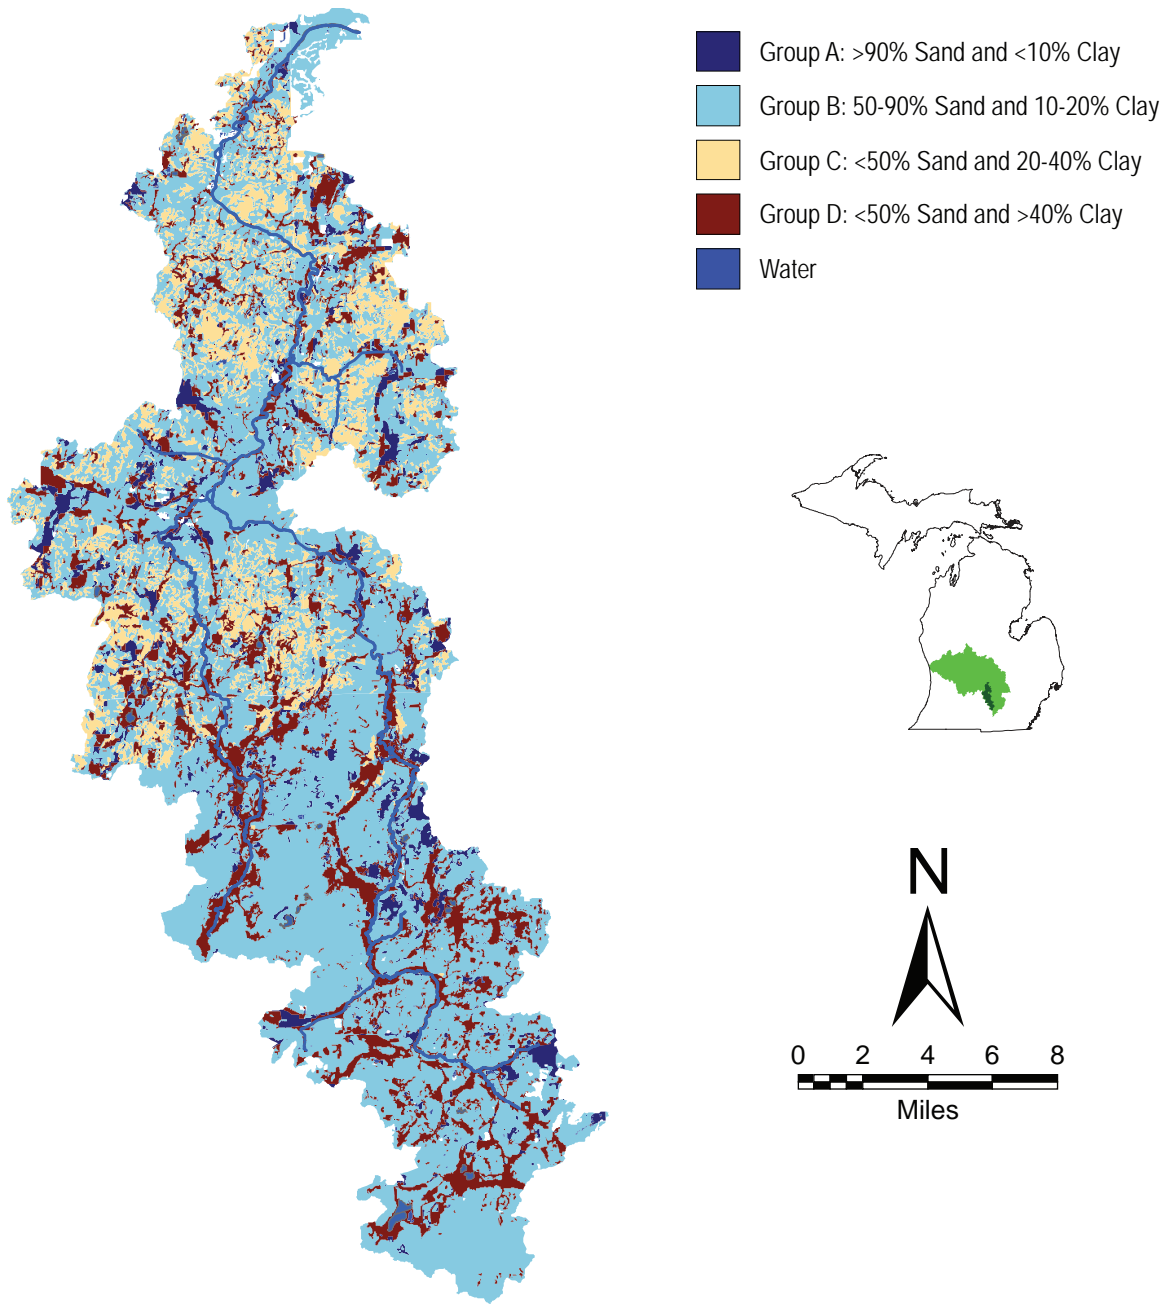 Group A: >90% Sand and <10% Clay
Group B: 50-90% Sand and 10-20% Clay
Group C: <50% Sand and 20-40% Clay
Group D: <50% Sand and >40% Clay
Water
N
0 2 4 6 8
Miles